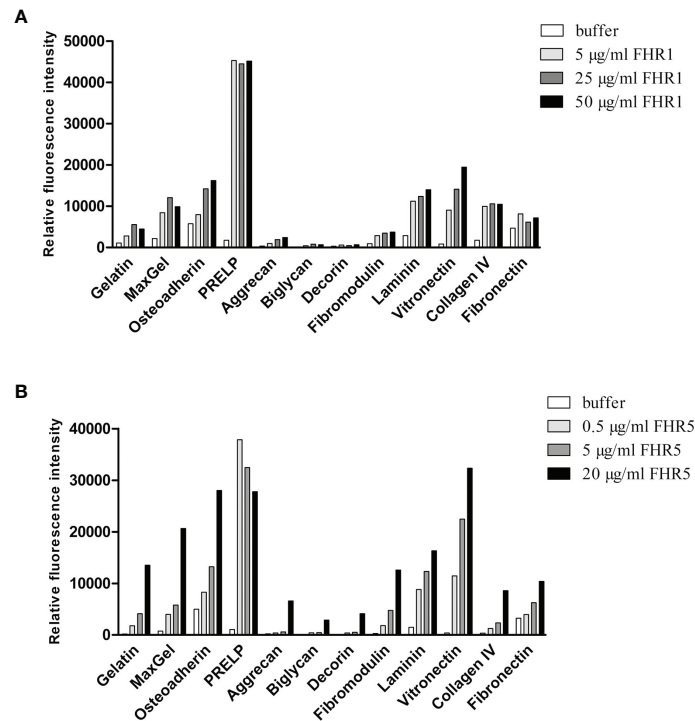 A
Relative fluorescence intensity
50000
40000
30000
20000
10000
0
buffer
5 µg/ml FHR1
25 µg/ml FHR1
50 µg/ml FHR1
Gelatin
MaxGel
Osteoadherin
PRELP
Aggrecan
Biglycan
Decorin
Fibromodulin
Laminin
Vitronectin
Collagen IV
Fibronectin
B
Relative fluorescence intensity
40000
30000
20000
10000
0
buffer
0.5 µg/ml FHR5
5 µg/ml FHR5
20 µg/ml FHR5
Gelatin
MaxGel
Osteoadherin
PRELP
Aggrecan
Biglycan
Decorin
Fibromodulin
Laminin
Vitronectin
Collagen IV
Fibronectin